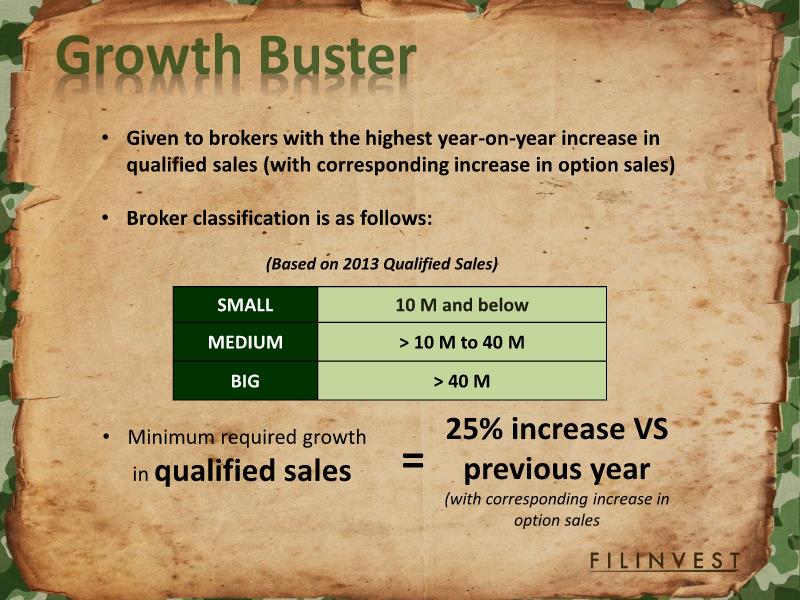 Growth Buster
• Given to brokers with the highest year-on-year increase in
qualified sales (with corresponding increase in option sales)
• Broker classification is as follows:
(Based on 2013 Qualified Sales)
SMALL 10 M and below
MEDIUM > 10 M to 40 M
BIG > 40 M
• Minimum required growth
in qualified sales
=
25% increase VS
previous year
(with corresponding increase in
option sales
FILINVEST